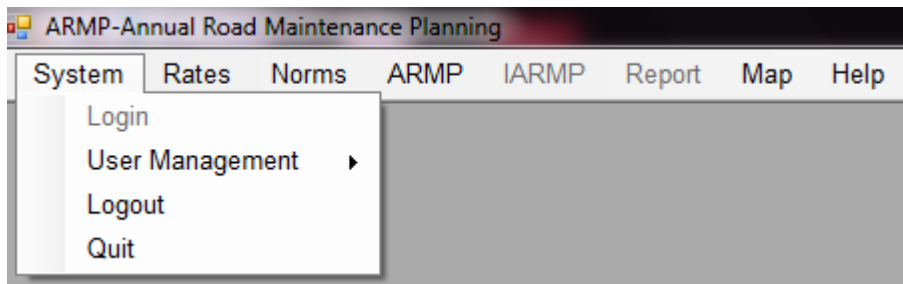 ARMP-Annual Road Maintenance Planning
System Rates Norms ARMP IARMP Report Map Help
Login
User Management
Logout
Quit